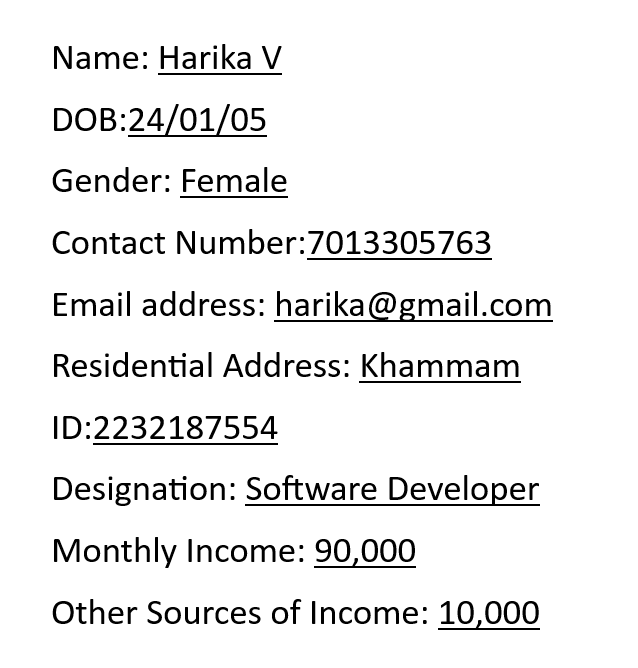 Name: Harika V
DOB:24/01/05
Gender: Female
Contact Number:7013305763
Email address: harika@gmail.com
Residential Address: Khammam
ID:2232187554
Designation: Software Developer
Monthly Income: 90,000
Other Sources of Income: 10,000